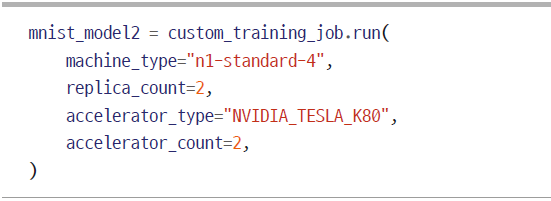 mnist_model2 = custom_training_job.run(
    machine_type="n1-standard-4",
    replica_count=2,
    accelerator_type="NVIDIA_TESLA_K80",
    accelerator_count=2,
)